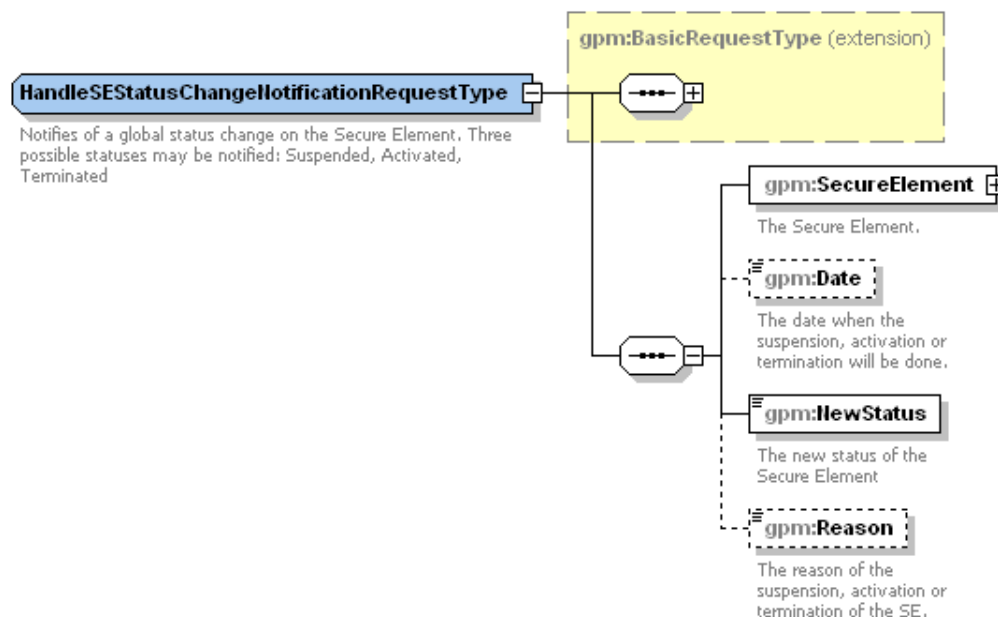 gpm:BasicRequestType (extension)
HandleSEStatusChangeNotificationRequestType
Notifies of a global status change on the Secure Element. Three
possible statuses may be notified: Suspended, Activated,
Terminated
gpm:SecureElement
The Secure Element.
gpm:Date
The date when the
suspension, activation or
termination will be done.
gpm:NewStatus
The new status of the
Secure Element
gpm:Reason
The reason of the
suspension, activation or
termination of the SE.